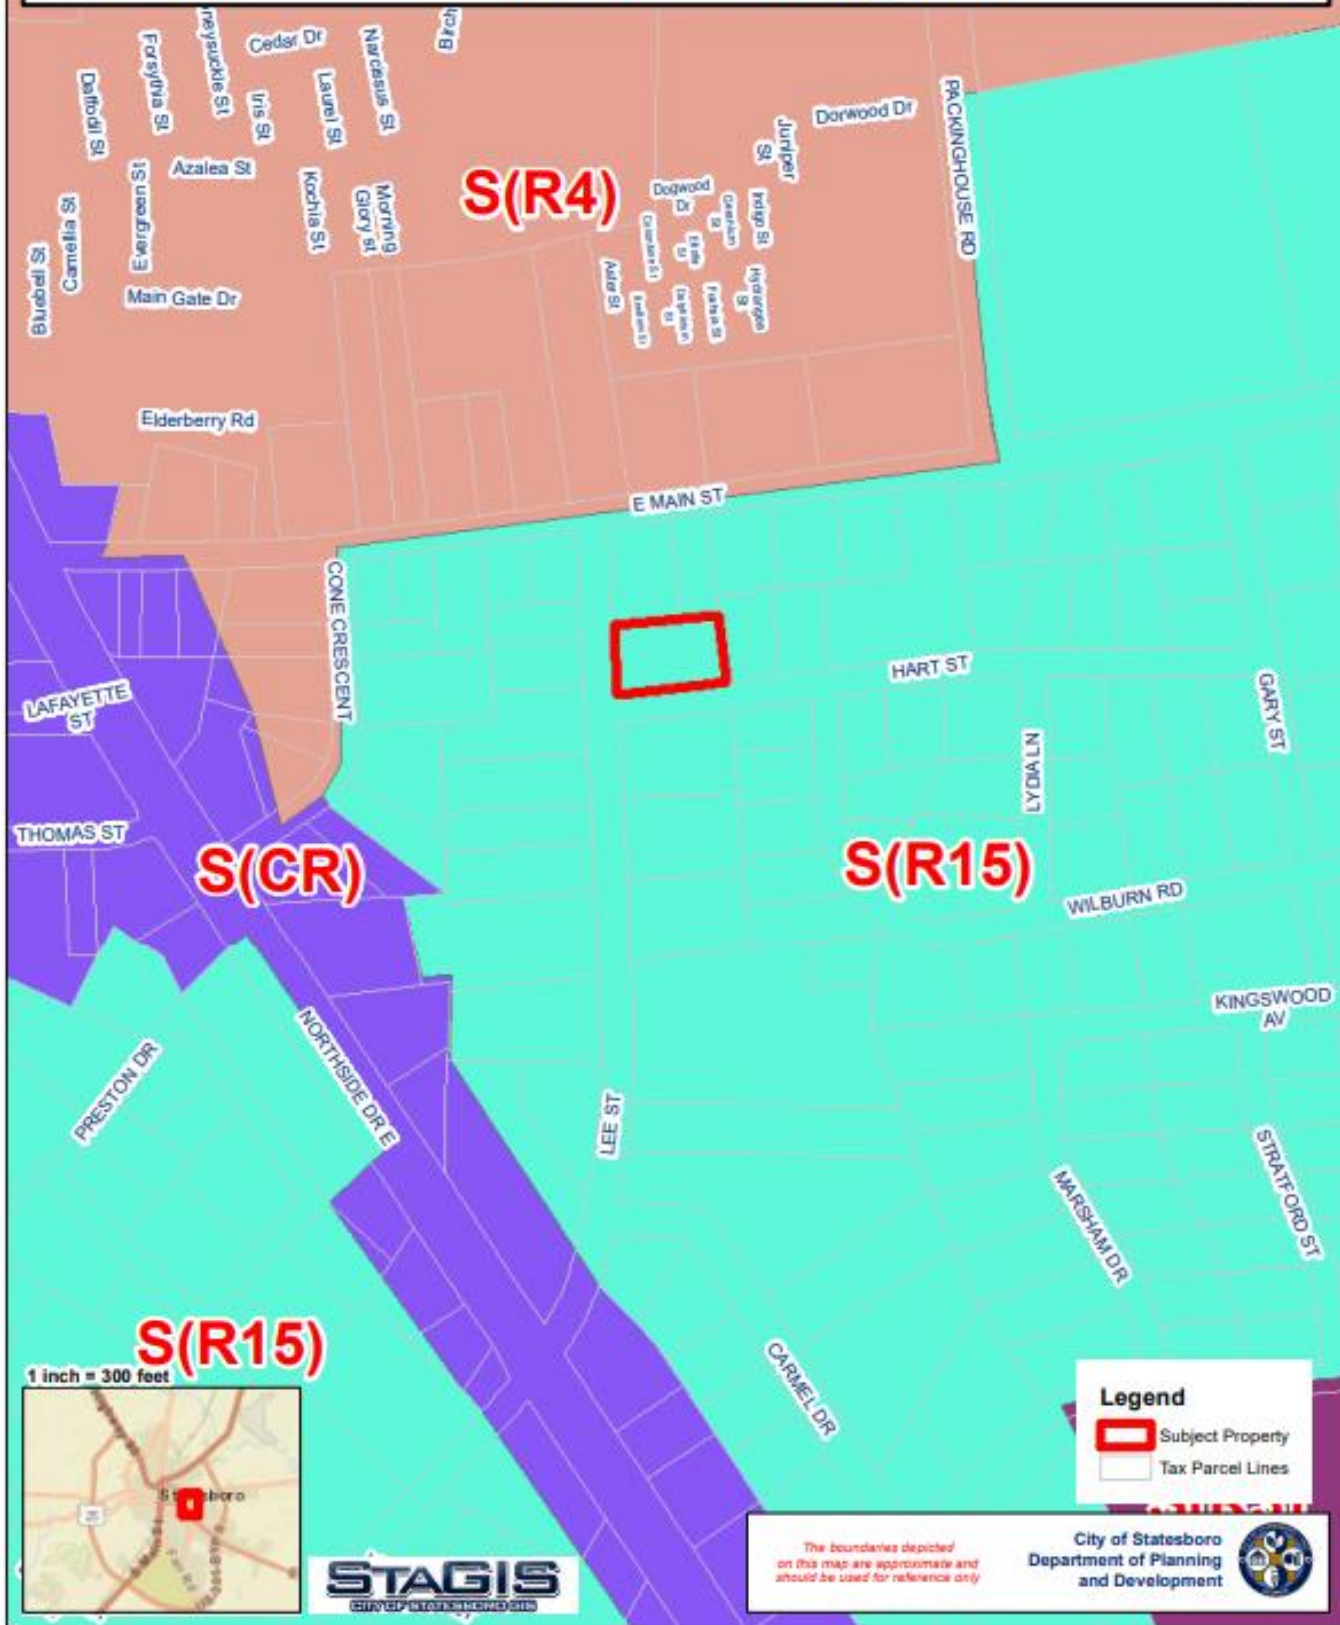 Cedar Dr
Forsythia St
Narcissus St
Birch
Daffodil St
Iris St
Laurel St
Dorwood Dr
PACKINGHOUSE RD
Juniper
St
Azalea St
S(R4)
Evergreen St
Kochia St
Morning
Glory st
Dogwood
Dr
Indigo St
Camellia St
Bluebell St
Main Gate Dr
Aster St
Elderberry Rd
E MAIN ST
CONE CRESCENT
HART ST
LAFAYETTE
ST
GARY ST
LYDIA LN
THOMAS ST
S(CR)
S(R15)
WILBURN RD
KINGSWOOD
AV
PRESTON DR
NORTHSIDE DR E
LEE ST
STRATFORD ST
MARSHAM DR
S(R15)
1 inch = 300 feet
CARMEL DR
Legend
Subject Property
Tax Parcel Lines
STAGIS
CITY OF STATESBORO GIS
The boundaries depicted
on this map are approximate and
should be used for reference only
City of Statesboro
Department of Planning
and Development